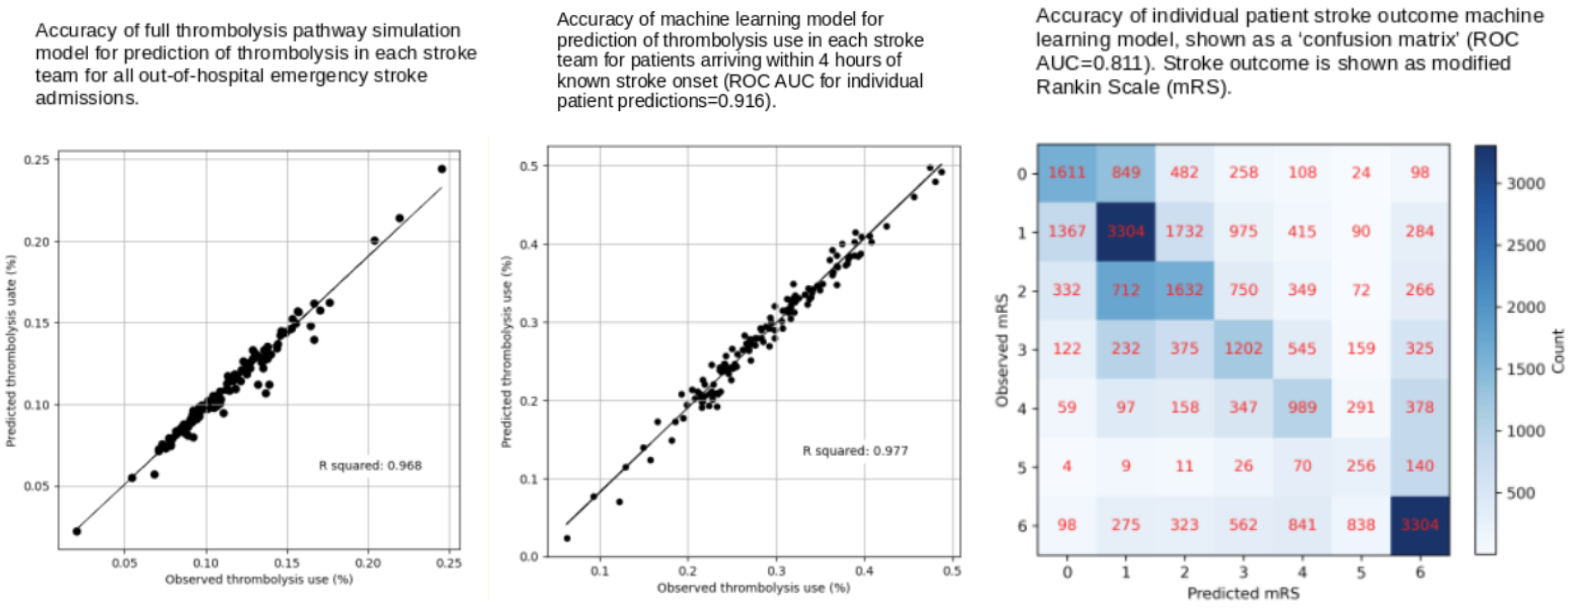 Accuracy of full thrombolysis pathway simulation
model for prediction of thrombolysis in each stroke
team for all out-of-hospital emergency stroke
admissions.
0.25
0.20
0.15
0.10
0.05
Predicted thrombolysis uate (%)
R squared: 0.968
0.05 0.10 0.15 0.20 0.25
Observed thrombolysis use (%)
Accuracy of machine learning model for
prediction of thrombolysis use in each stroke
team for patients arriving within 4 hours of
known stroke onset (ROC AUC for individual
patient predictions=0.916).
0.5
0.4
0.3
0.2
0.1
0.0
Predicted thrombolysis use (%)
R squared: 0.977
0.1 0.2 0.3 0.4 0.5
Observed thrombolysis use (%)
Accuracy of individual patient stroke outcome machine
learning model, shown as a ‘confusion matrix’ (ROC
AUC=0.811). Stroke outcome is shown as modified
Rankin Scale (mRS).
Observed mRS
0 1611 849 482 258 108 24 98
1 1367 3304 1732 975 415 90 284
2 332 712 1632 750 349 72 266
3 122 232 375 1202 545 159 325
4 59 97 158 347 989 291 378
5 4 9 11 26 70 256 140
6 98 275 323 562 841 838 3304
0 1 2 3 4 5 6
Predicted mRS
3000
2500
2000
1500
1000
500
Count